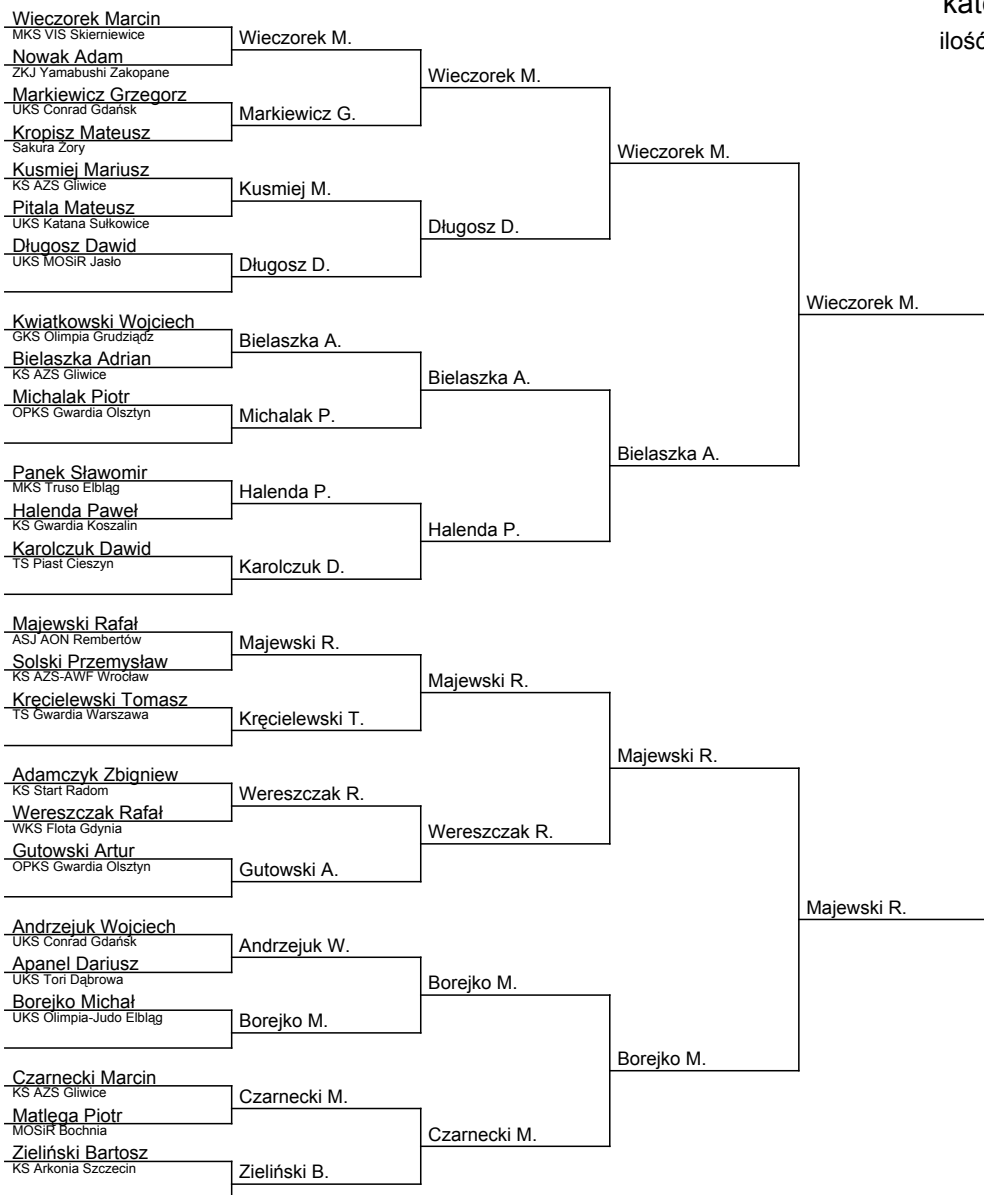 kate
ilość
Wieczorek Marcin
MKS VIS Skierniewice
Nowak Adam
ZKJ Yamabushi Zakopane
Markiewicz Grzegorz
UKS Conrad Gdańsk
Kropisz Mateusz
Sakura Żory
Kusmiej Mariusz
KS AZS Gliwice
Pitala Mateusz
UKS Katana Sułkowice
Długosz Dawid
UKS MOSiR Jasło
Kwiatkowski Wojciech
GKS Olimpia Grudziądz
Bielaszka Adrian
KS AZS Gliwice
Michalak Piotr
OPKS Gwardia Olsztyn
Panek Sławomir
MKS Truso Elbląg
Halenda Paweł
KS Gwardia Koszalin
Karolczuk Dawid
TS Piast Cieszyn
Majewski Rafał
ASJ AON Rembertów
Solski Przemysław
KS AZS-AWF Wrocław
Kręcielewski Tomasz
TS Gwardia Warszawa
Adamczyk Zbigniew
KS Start Radom
Wereszczak Rafał
WKS Flota Gdynia
Gutowski Artur
OPKS Gwardia Olsztyn
Andrzejuk Wojciech
UKS Conrad Gdańsk
Apanel Dariusz
UKS Tori Dąbrowa
Borejko Michał
UKS Olimpia-Judo Elbląg
Czarnecki Marcin
KS AZS Gliwice
Matlęga Piotr
MOSiR Bochnia
Zieliński Bartosz
KS Arkonia Szczecin
Wieczorek M.
Markiewicz G.
Kusmiej M.
Długosz D.
Bielaszka A.
Michalak P.
Halenda P.
Karolczuk D.
Majewski R.
Kręcielewski T.
Wereszczak R.
Gutowski A.
Andrzejuk W.
Borejko M.
Czarnecki M.
Zieliński B.
Wieczorek M.
Długosz D.
Bielaszka A.
Halenda P.
Majewski R.
Wereszczak R.
Borejko M.
Czarnecki M.
Wieczorek M.
Bielaszka A.
Majewski R.
Borejko M.
Wieczorek M.
Majewski R.